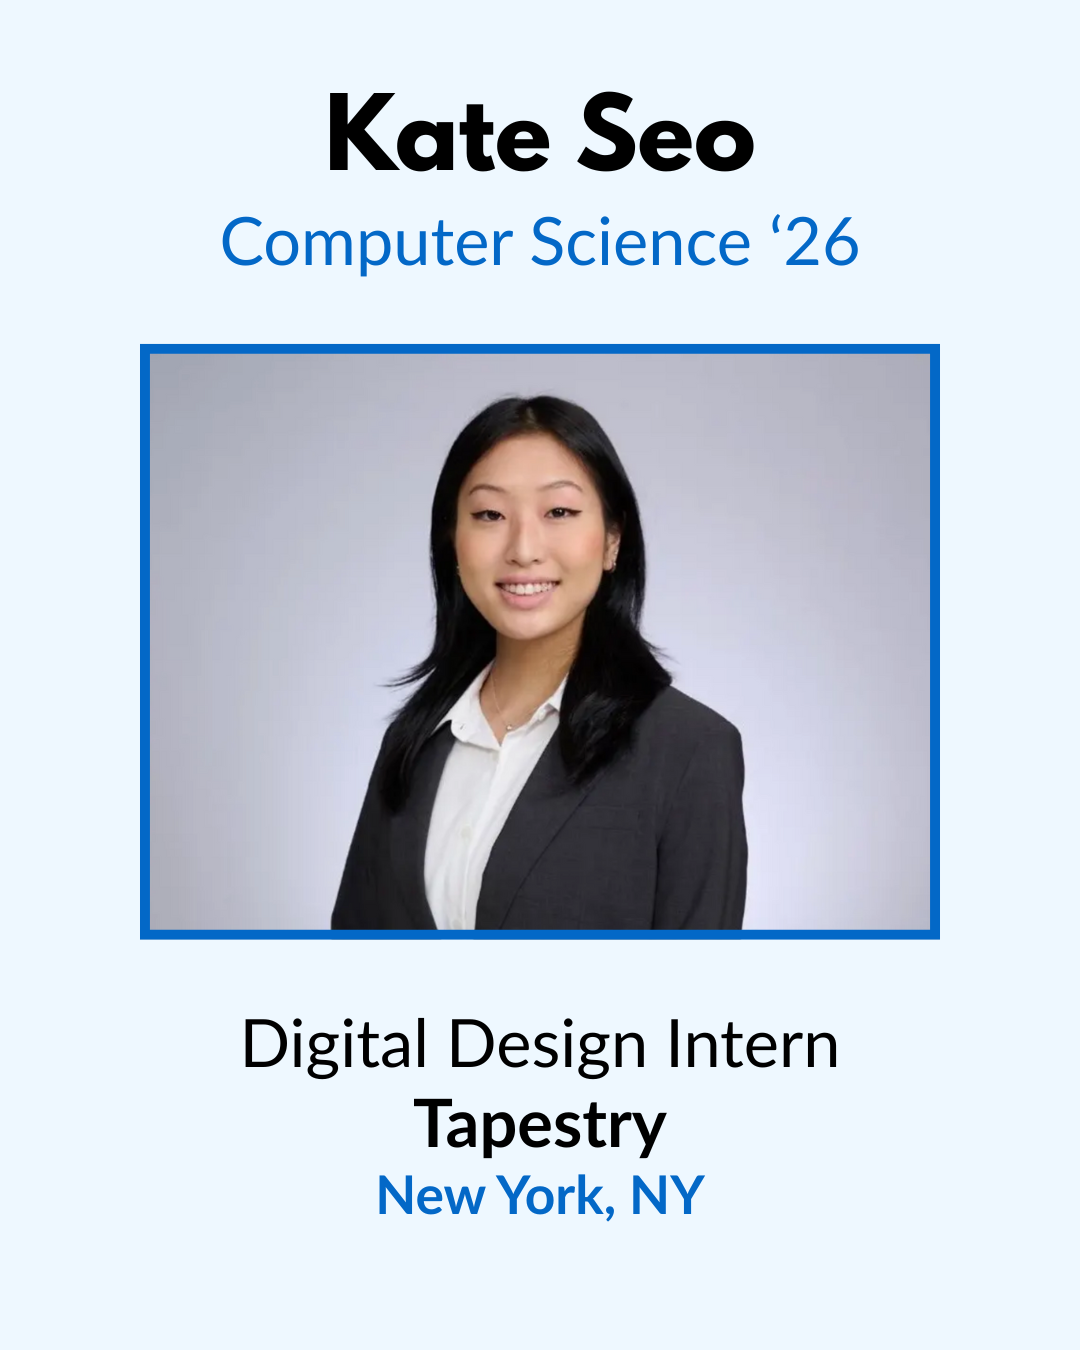 Kate Seo
Computer Science ‘26
Digital Design Intern
Tapestry
New York, NY